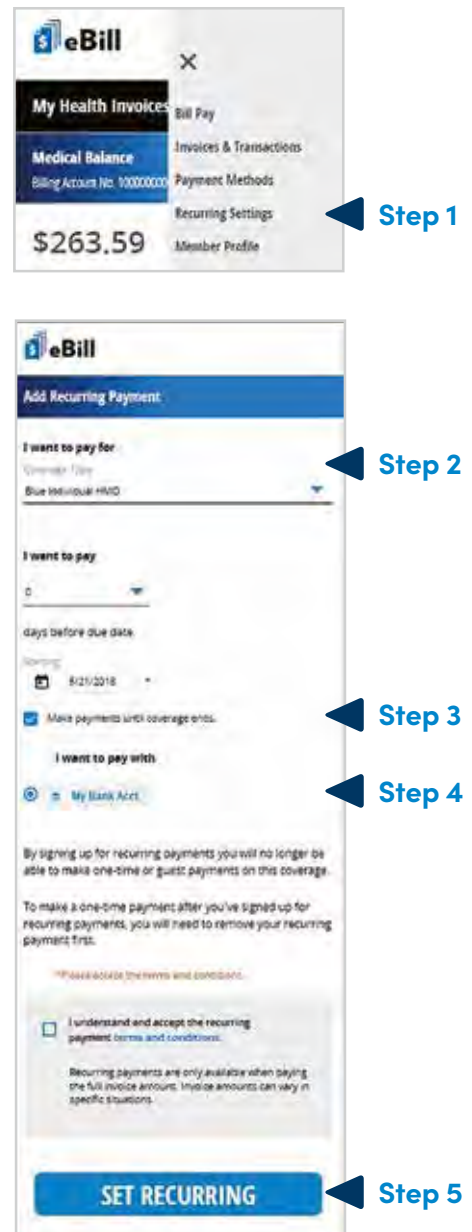 eBill
My Health Invoices
Bill Pay
Invoices & Transactions
Medical Balance
Billing Account No. 100000000
Payment Methods
Recurring Settings
Step 1
$263.59
Member Profile
eBill
Add Recurring Payment
I want to pay for
Coverage Type
Step 2
Blue Individual HMO
I want to pay
0
days before due date
Starting
8/21/2018
Make payments until coverage ends.
Step 3
I want to pay with
My Bank Acct
Step 4
By signing up for recurring payments you will no longer be
able to make one-time or guest payments on this coverage.
To make a one-time payment after you've signed up for
recurring payments, you will need to remove your recurring
payment first.
*Please accept the terms and conditions.
I understand and accept the recurring
payment terms and conditions.
Recurring payments are only available when paying
the full invoice amount. Invoice amounts can vary in
specific situations.
SET RECURRING
Step 5